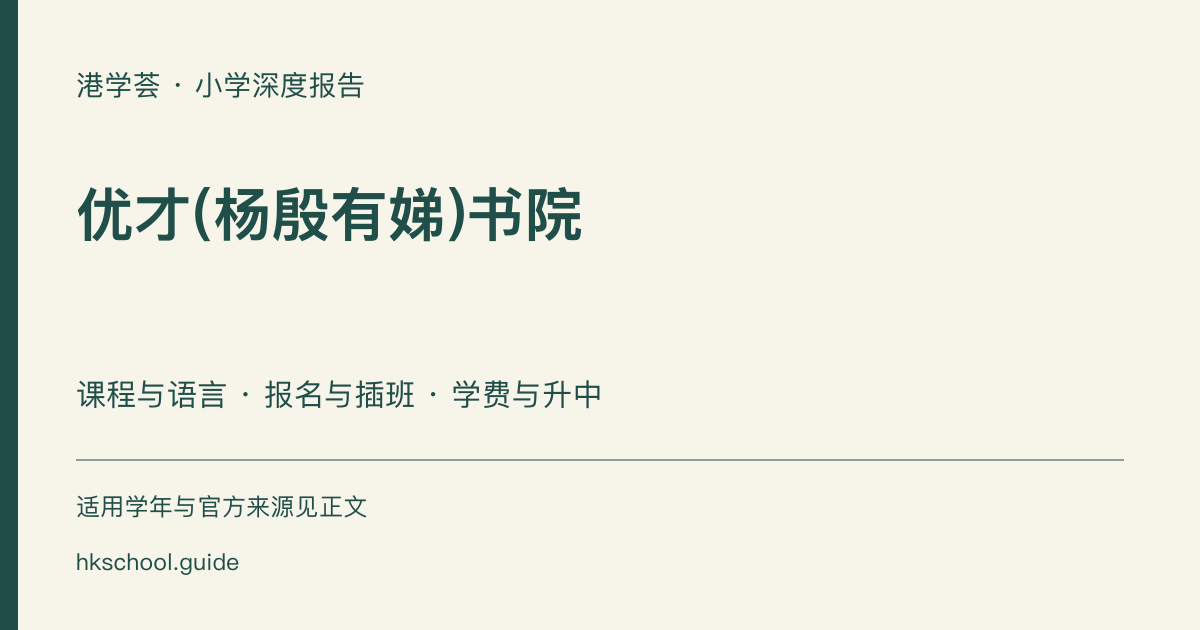 港学荟 · 小学深度报告
优才(杨殷有娣)书院
课程与语言 · 报名与插班 · 学费与升中
适用学年与官方来源见正文
hkschool.guide